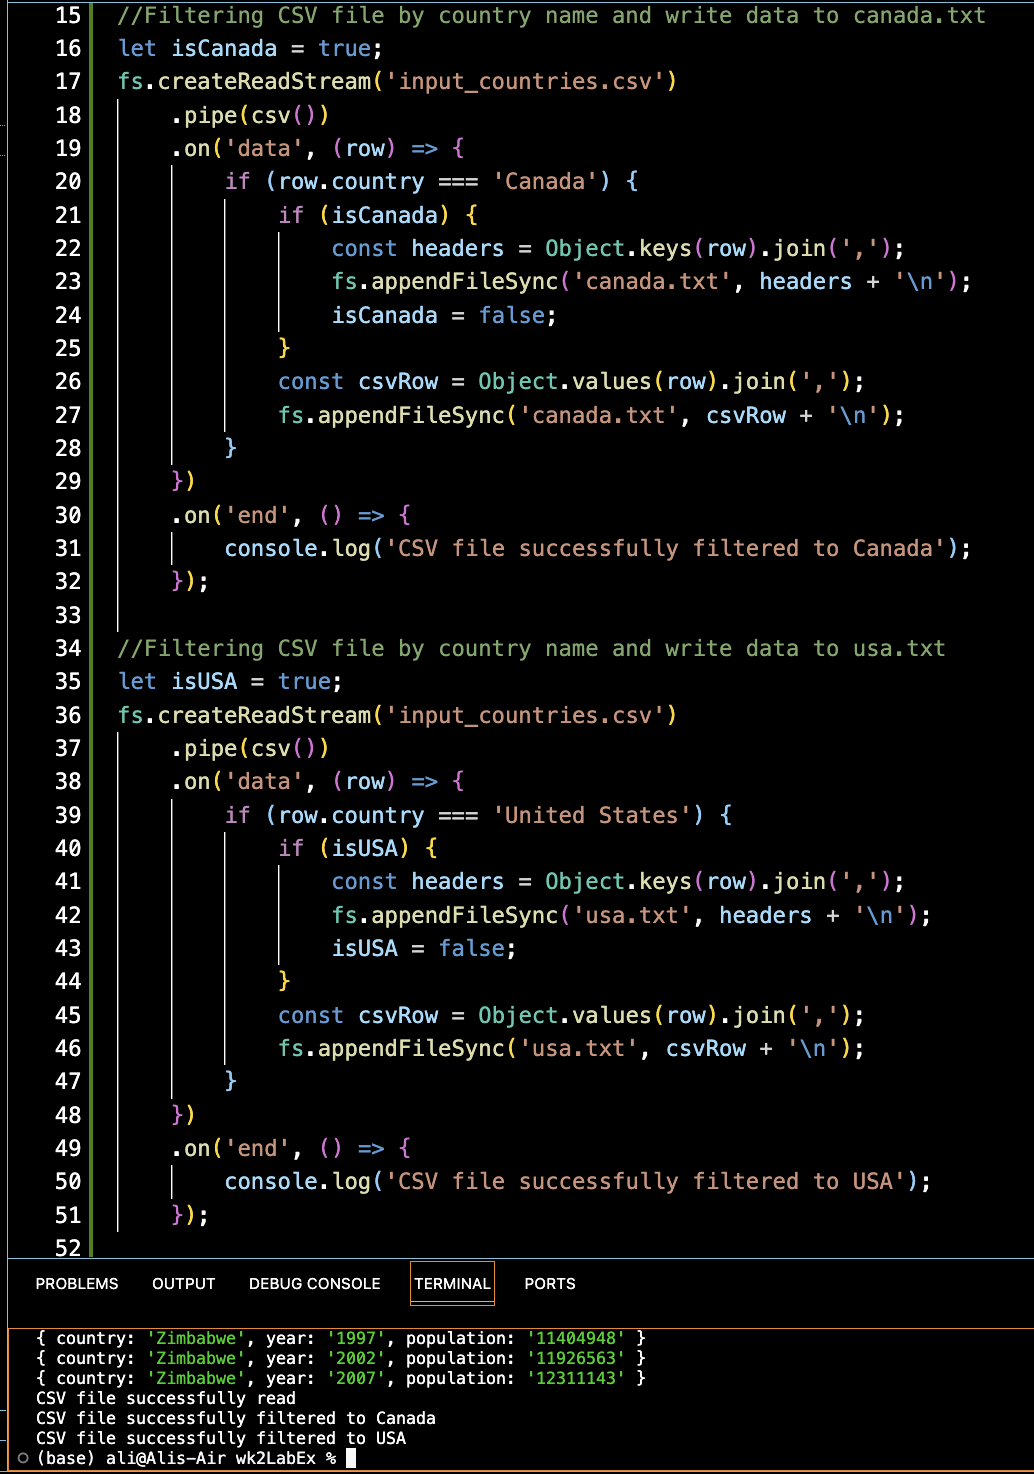 15 //Filtering CSV file by country name and write data to canada.txt
16 let isCanada = true;
17 fs.createReadStream('input_countries.csv')
18 .pipe(csv())
19 .on('data', (row) => {
20 if (row.country === 'Canada') {
21 if (isCanada) {
22 const headers = Object.keys(row).join(',');
23 fs.appendFileSync('canada.txt', headers + '\n');
24 isCanada = false;
25 }
26 const csvRow = Object.values(row).join(',');
27 fs.appendFileSync('canada.txt', csvRow + '\n');
28 }
29 })
30 .on('end', () => {
31 console.log('CSV file successfully filtered to Canada');
32 });
33
34 //Filtering CSV file by country name and write data to usa.txt
35 let isUSA = true;
36 fs.createReadStream('input_countries.csv')
37 .pipe(csv())
38 .on('data', (row) => {
39 if (row.country === 'United States') {
40 if (isUSA) {
41 const headers = Object.keys(row).join(',');
42 fs.appendFileSync('usa.txt', headers + '\n');
43 isUSA = false;
44 }
45 const csvRow = Object.values(row).join(',');
46 fs.appendFileSync('usa.txt', csvRow + '\n');
47 }
48 })
49 .on('end', () => {
50 console.log('CSV file successfully filtered to USA');
51 });
52
PROBLEMS OUTPUT DEBUG CONSOLE TERMINAL PORTS
{ country: 'Zimbabwe', year: '1997', population: '11404948' }
{ country: 'Zimbabwe', year: '2002', population: '11926563' }
{ country: 'Zimbabwe', year: '2007', population: '12311143' }
CSV file successfully read
CSV file successfully filtered to Canada
CSV file successfully filtered to USA
(base) ali@Alis-Air wk2LabEx %